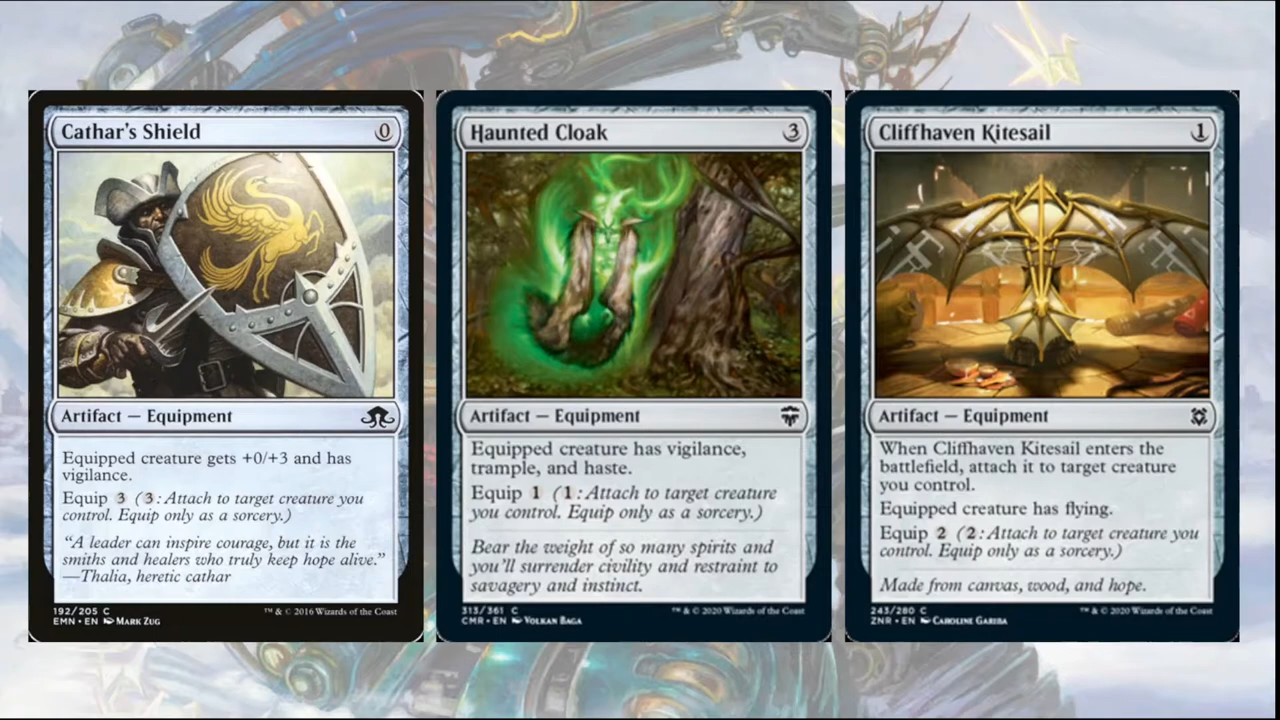 Cathar's Shield 0
Artifact — Equipment
Equipped creature gets +0/+3 and has
vigilance.
Equip 3 (3: Attach to target creature you
control. Equip only as a sorcery.)
"A leader can inspire courage, but it is the
smiths and healers who truly keep hope alive."
—Thalia, heretic cathar
192/205 C
EMN • EN Mark Zug
™ & © 2016 Wizards of the Coast
Haunted Cloak 3
Artifact — Equipment
Equipped creature has vigilance,
trample, and haste.
Equip 1 (1: Attach to target creature
you control. Equip only as a sorcery.)
Bear the weight of so many spirits and
you'll surrender civility and restraint to
savagery and instinct.
313/361 C
CMR • EN Volkan Baga
™ & © 2020 Wizards of the Coast
Cliffhaven Kitesail 1
Artifact — Equipment
When Cliffhaven Kitesail enters the
battlefield, attach it to target creature
you control.
Equipped creature has flying.
Equip 2 (2: Attach to target creature you
control. Equip only as a sorcery.)
Made from canvas, wood, and hope.
243/280 C
ZNR • EN Caroline Gariba
™ & © 2020 Wizards of the Coast